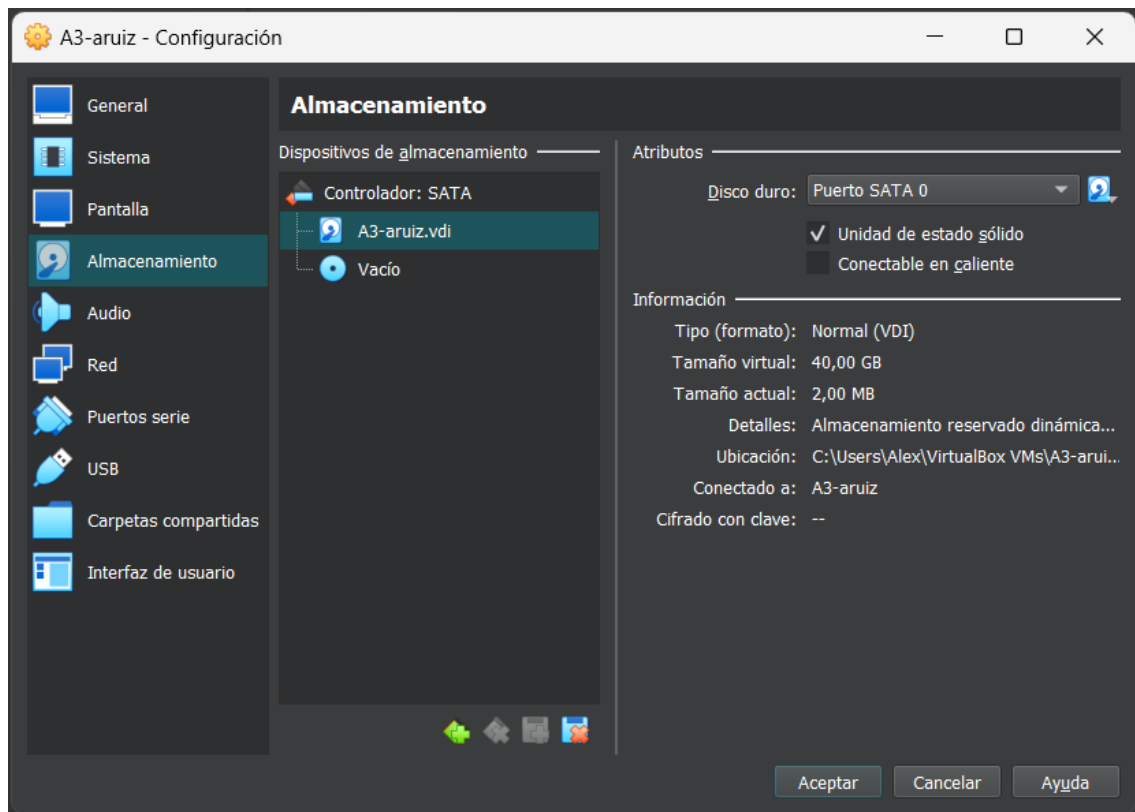 A3-aruiz - Configuración
General
Sistema
Pantalla
Almacenamiento
Audio
Red
Puertos serie
USB
Carpetas compartidas
Interfaz de usuario
Almacenamiento
Dispositivos de almacenamiento
Controlador: SATA
A3-aruiz.vdi
Vacío
Atributos
Disco duro: Puerto SATA 0
Unidad de estado sólido
Conectable en caliente
Información
Tipo (formato): Normal (VDI)
Tamaño virtual: 40,00 GB
Tamaño actual: 2,00 MB
Detalles: Almacenamiento reservado dinámica...
Ubicación: C:\Users\Alex\VirtualBox VMs\A3-arui...
Conectado a: A3-aruiz
Cifrado con clave: --
Aceptar Cancelar Ayuda